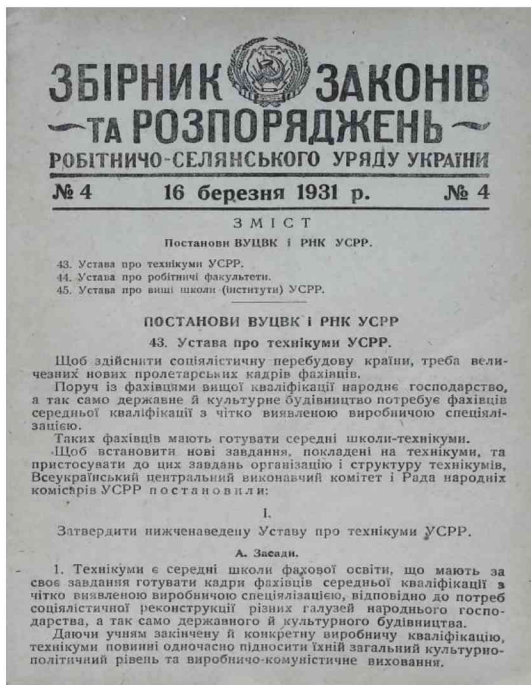 ЗБІРНИК ЗАКОНІВ
ТА РОЗПОРЯДЖЕНЬ
РОБІТНИЧО-СЕЛЯНСЬКОГО УРЯДУ УКРАЇНИ
№ 4 16 березня 1931 р. № 4
ЗМІСТ
Постанови ВУЦВК і РНК УСРР.
43. Устава про технікуми УСРР.
44. Устава про робітничі факультети.
45. Устава про вищі школи (інститути) УСРР.
ПОСТАНОВИ ВУЦВК і РНК УСРР
43. Устава про технікуми УСРР.
Щоб здійснити соціялістичну перебудову країни, треба вели-
чезних нових пролетарських кадрів фахівців.
Поруч із фахівцями вищої кваліфікації народне господарство,
а так само державне й культурне будівництво потребує фахівців
середньої кваліфікації з чітко виявленою виробничою спеціялі-
зацією.
Таких фахівців мають готувати середні школи-технікуми.
Щоб встановити нові завдання, покладені на технікуми, та
пристосувати до цих завдань організацію і структуру технікумів,
Всеукраїнський центральний виконавчий комітет і Рада народніх
комісарів УСРР постановили:
I.
Затвердити нижченаведену Уставу про технікуми УСРР.
А. Засади.
1. Технікуми є середні школи фахової освіти, що мають за
своє завдання готувати кадри фахівців середньої кваліфікації з
чітко виявленою виробничою спеціялізацією, відповідно до потреб
соціялістичної реконструкції різних галузей народнього госпо-
дарства, а так само державного й культурного будівництва.
Даючи учням закінчену й конкретну виробничу кваліфікацію,
технікуми повинні одночасно підносити їхній загальний культурно-
політичний рівень та виробничо-комуністичне виховання.